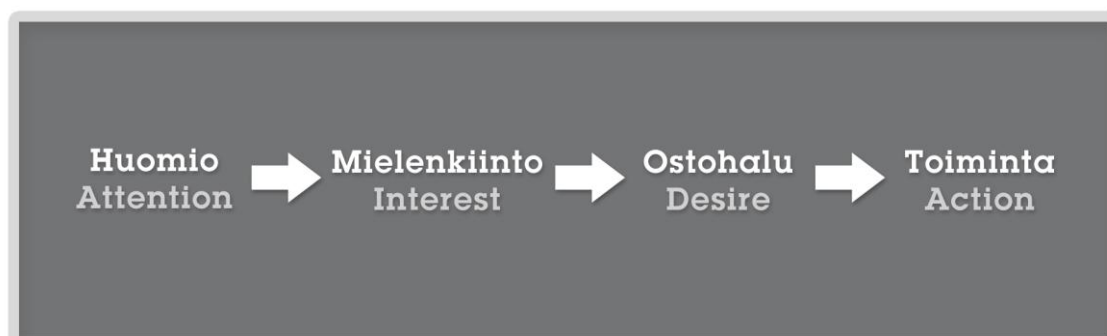 Huomio
Attention
Mielenkiinto
Interest
Ostohalu
Desire
Toiminta
Action